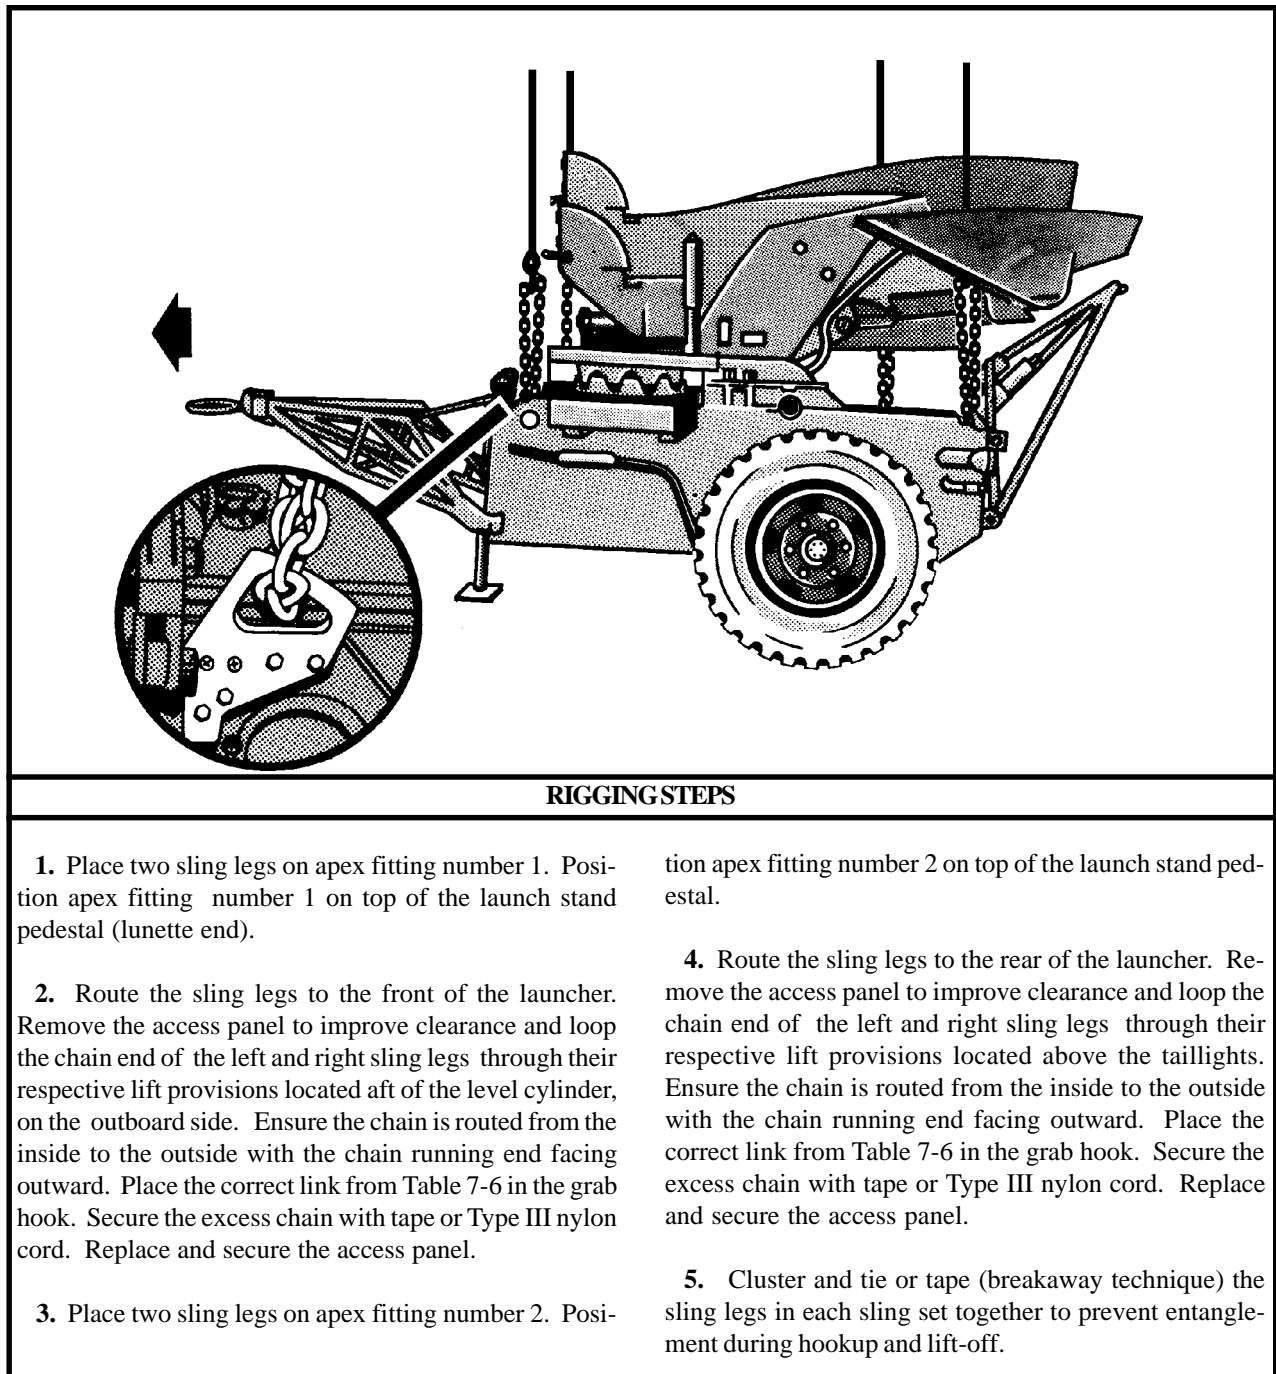 RIGGING STEPS
1. Place two sling legs on apex fitting number 1. Posi-
tion apex fitting number 1 on top of the launch stand
pedestal (lunette end).
2. Route the sling legs to the front of the launcher.
Remove the access panel to improve clearance and loop
the chain end of the left and right sling legs through their
respective lift provisions located aft of the level cylinder,
on the outboard side. Ensure the chain is routed from the
inside to the outside with the chain running end facing
outward. Place the correct link from Table 7-6 in the grab
hook. Secure the excess chain with tape or Type III nylon
cord. Replace and secure the access panel.
3. Place two sling legs on apex fitting number 2. Posi-
tion apex fitting number 2 on top of the launch stand ped-
estal.
4. Route the sling legs to the rear of the launcher. Re-
move the access panel to improve clearance and loop the
chain end of the left and right sling legs through their
respective lift provisions located above the taillights.
Ensure the chain is routed from the inside to the outside
with the chain running end facing outward. Place the
correct link from Table 7-6 in the grab hook. Secure the
excess chain with tape or Type III nylon cord. Replace
and secure the access panel.
5. Cluster and tie or tape (breakaway technique) the
sling legs in each sling set together to prevent entangle-
ment during hookup and lift-off.